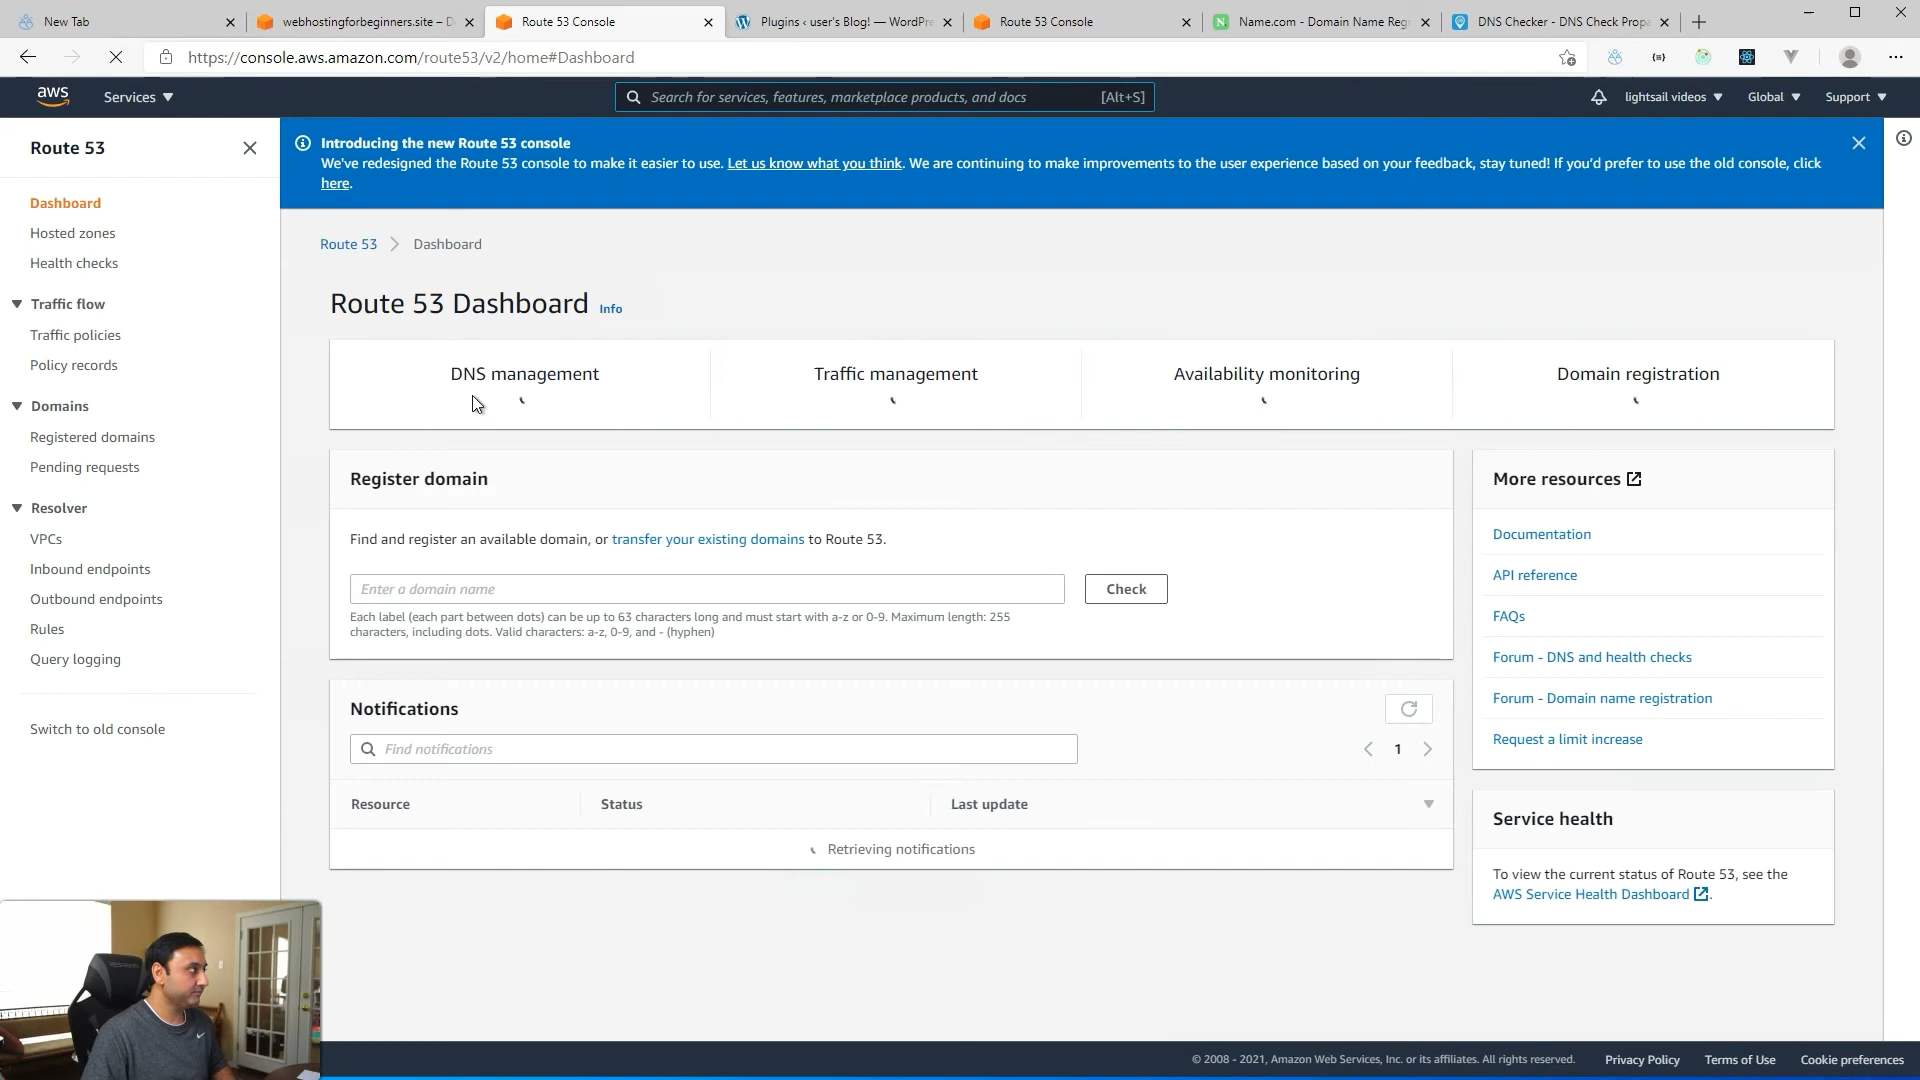 New Tab
webhostingforbeginners.site – D
Route 53 Console
Plugins ‹ user's Blog! — WordPre
Route 53 Console
Name.com - Domain Name Reg
DNS Checker - DNS Check Propa
https://console.aws.amazon.com/route53/v2/home#Dashboard
aws
Services
Search for services, features, marketplace products, and docs
[Alt+S]
lightsail videos
Global
Support
Route 53
Dashboard
Hosted zones
Health checks
Traffic flow
Traffic policies
Policy records
Domains
Registered domains
Pending requests
Resolver
VPCs
Inbound endpoints
Outbound endpoints
Rules
Query logging
Switch to old console
Introducing the new Route 53 console
We've redesigned the Route 53 console to make it easier to use. Let us know what you think. We are continuing to make improvements to the user experience based on your feedback, stay tuned! If you'd prefer to use the old console, click
here.
Route 53 > Dashboard
Route 53 Dashboard Info
DNS management
Traffic management
Availability monitoring
Domain registration
Register domain
Find and register an available domain, or transfer your existing domains to Route 53.
Enter a domain name
Check
Each label (each part between dots) can be up to 63 characters long and must start with a-z or 0-9. Maximum length: 255
characters, including dots. Valid characters: a-z, 0-9, and - (hyphen)
Notifications
Find notifications
1
Resource
Status
Last update
Retrieving notifications
More resources
Documentation
API reference
FAQs
Forum - DNS and health checks
Forum - Domain name registration
Request a limit increase
Service health
To view the current status of Route 53, see the
AWS Service Health Dashboard.
© 2008 - 2021, Amazon Web Services, Inc. or its affiliates. All rights reserved.
Privacy Policy
Terms of Use
Cookie preferences